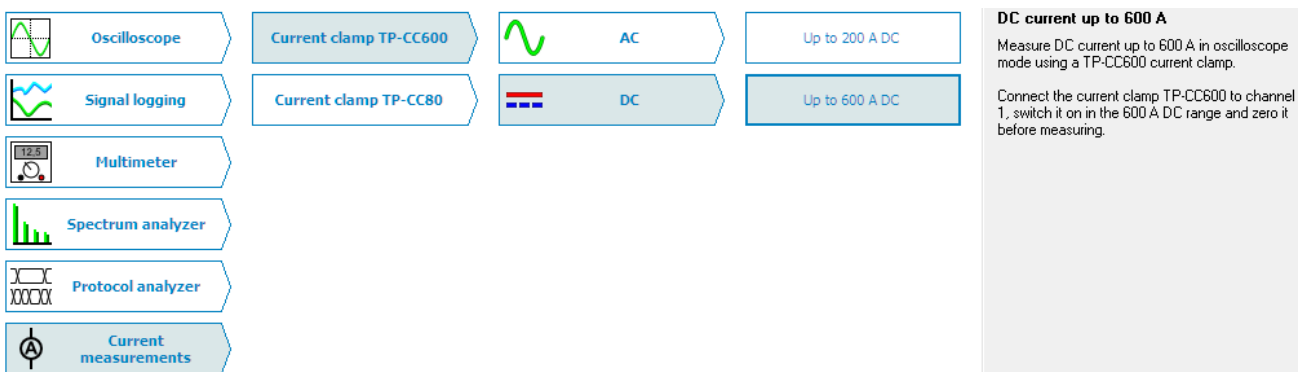 Oscilloscope
Current clamp TP-CC600
AC
Up to 200 A DC
Signal logging
Current clamp TP-CC80
DC
Up to 600 A DC
12.5
Multimeter
Spectrum analyzer
Protocol analyzer
A
Current
measurements
DC current up to 600 A
Measure DC current up to 600 A in oscilloscope
mode using a TP-CC600 current clamp.
Connect the current clamp TP-CC600 to channel
1, switch it on in the 600 A DC range and zero it
before measuring.